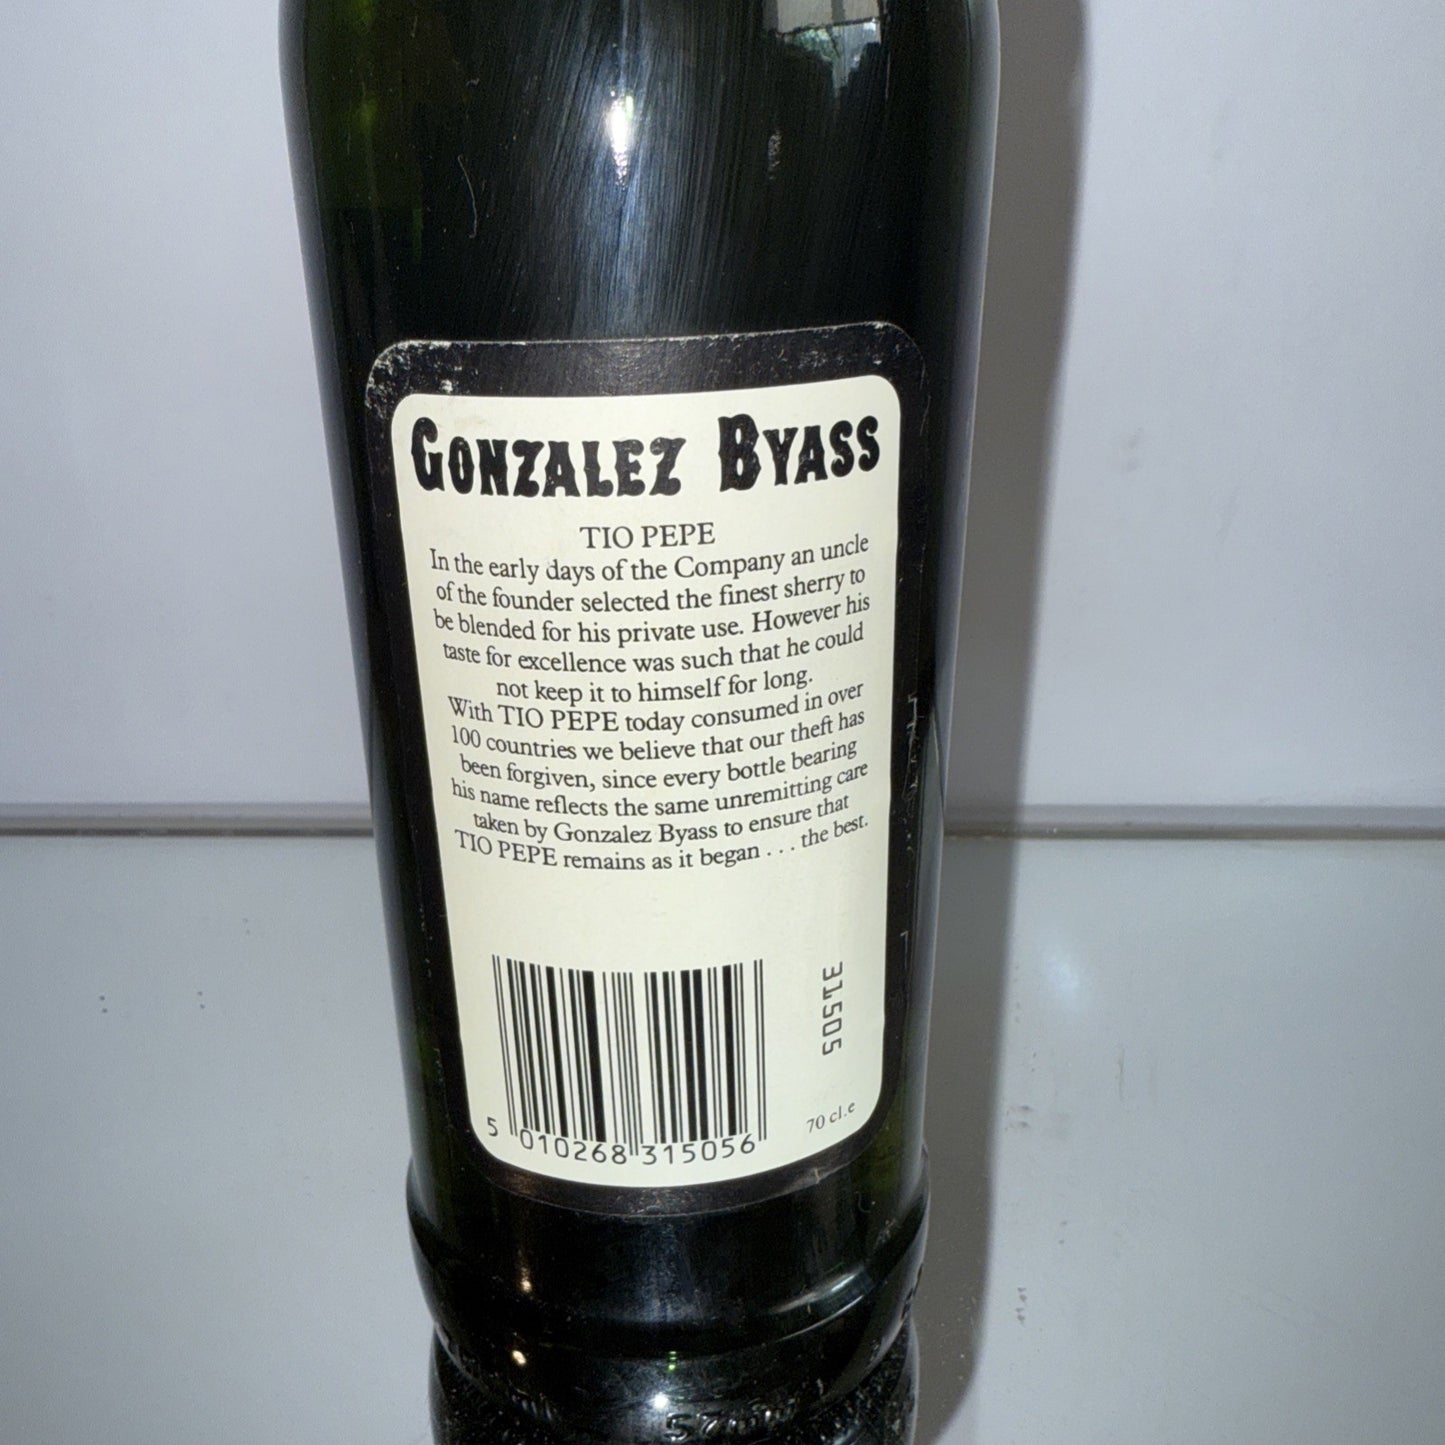 GONZALEZ BYASS
TIO PEPE
In the early days of the Company an uncle
of the founder selected the finest sherry to
be blended for his private use. However his
taste for excellence was such that he could
not keep it to himself for long.
With TIO PEPE today consumed in over
100 countries we believe that our theft has
been forgiven, since every bottle bearing
his name reflects the same unremitting care
taken by Gonzalez Byass to ensure that
TIO PEPE remains as it began . . . the best.
31505
70 cl.e
5 010268 315056
57mm